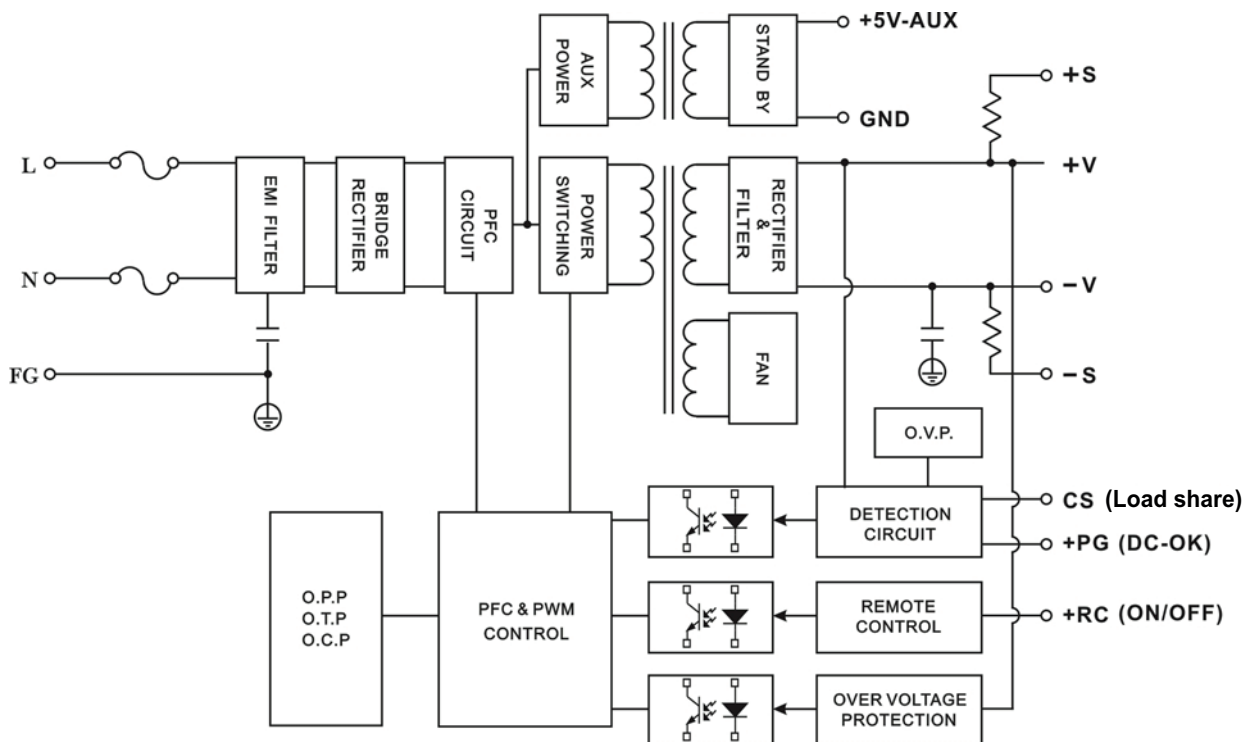 +5V-AUX
AUX
POWER
STAND BY
GND
+S
L
EMI FILTER
BRIDGE
RECTIFIER
PFC
CIRCUIT
POWER
SWITCHING
RECTIFIER
&
FILTER
+V
N
−V
FG
FAN
−S
O.V.P.
DETECTION
CIRCUIT
CS (Load share)
+PG (DC-OK)
O.P.P
O.T.P
O.C.P
PFC & PWM
CONTROL
REMOTE
CONTROL
+RC (ON/OFF)
OVER VOLTAGE
PROTECTION